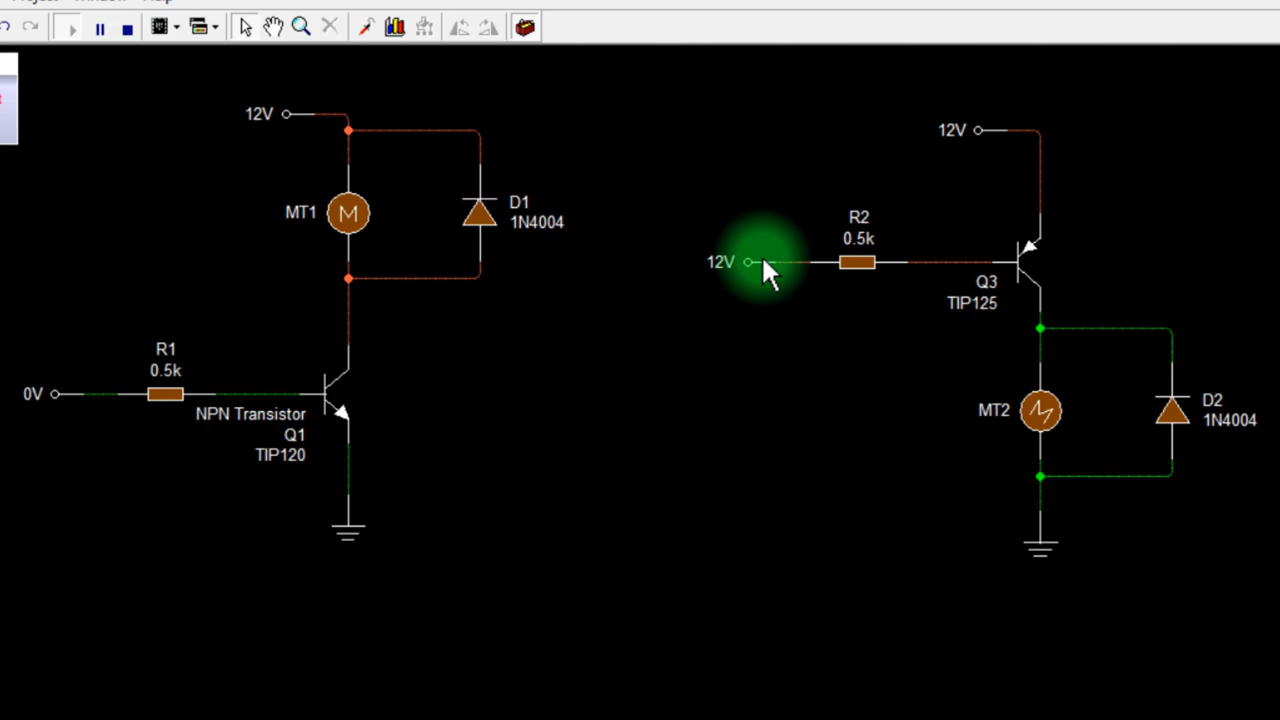 12V
MT1
M
D1
1N4004
R1
0.5k
0V
NPN Transistor
Q1
TIP120
12V
R2
0.5k
12V
Q3
TIP125
MT2
D2
1N4004